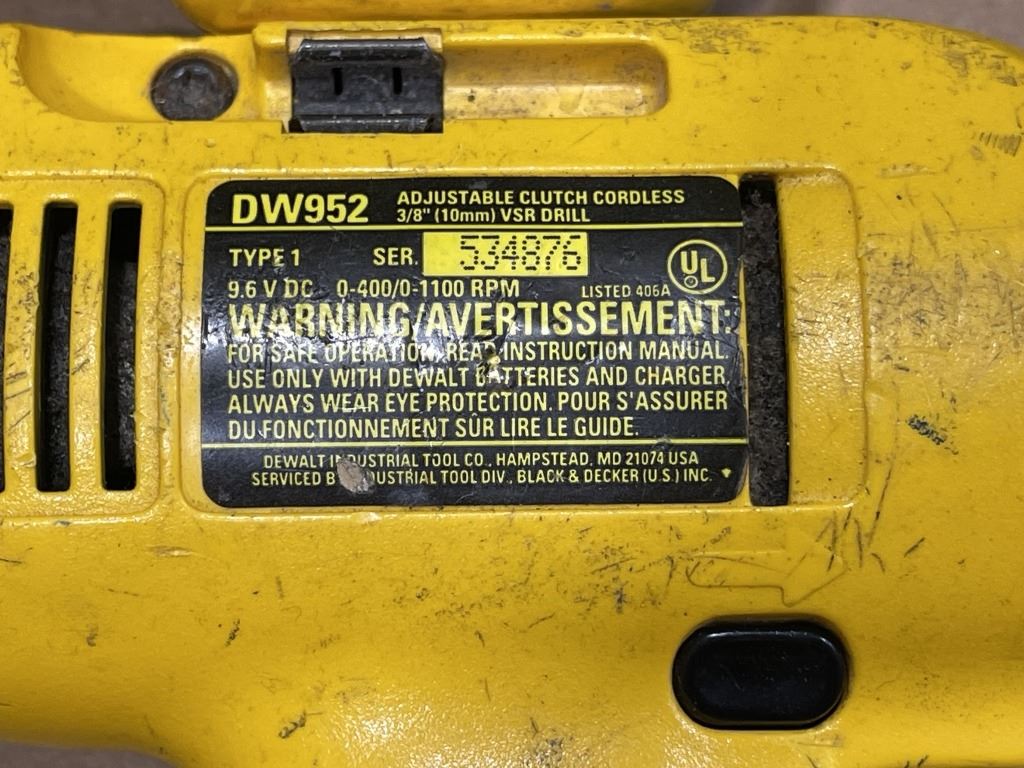 DW952 ADJUSTABLE CLUTCH CORDLESS
3/8" (10mm) VSR DRILL
TYPE 1 SER. 534876
UL
9.6 V DC 0-400/0-1100 RPM LISTED 406A
WARNING/AVERTISSEMENT:
FOR SAFE OPERATION, READ INSTRUCTION MANUAL.
USE ONLY WITH DEWALT BATTERIES AND CHARGER,
ALWAYS WEAR EYE PROTECTION. POUR S'ASSURER
DU FONCTIONNEMENT SÛR LIRE LE GUIDE.
DEWALT INDUSTRIAL TOOL CO., HAMPSTEAD, MD 21074 USA
SERVICED BY INDUSTRIAL TOOL DIV., BLACK & DECKER (U.S.) INC.